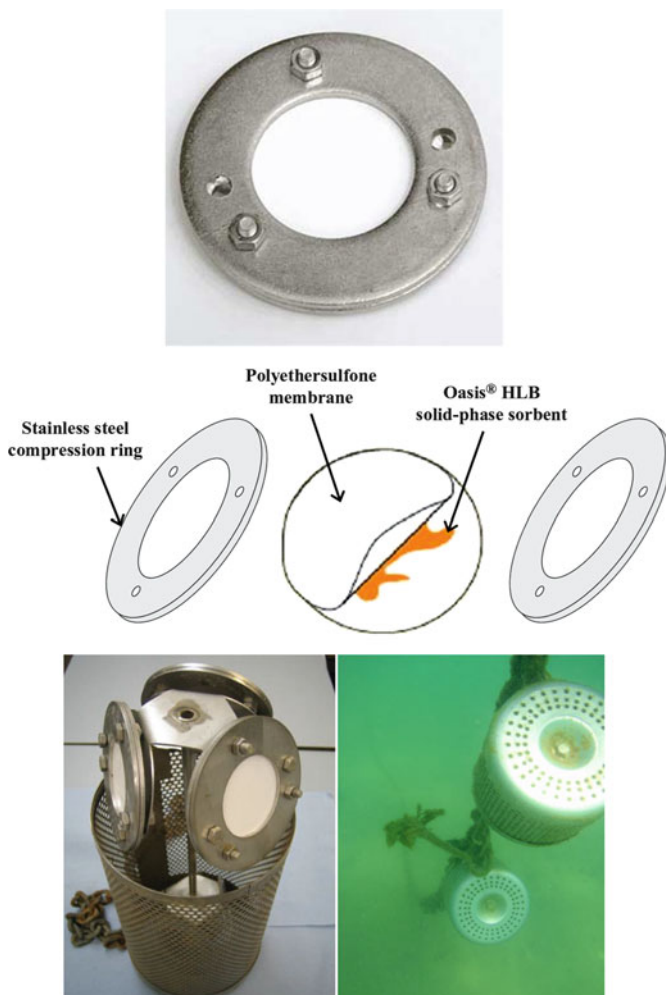 Polyethersulfone
membrane
Oasis® HLB
solid-phase sorbent
Stainless steel
compression ring